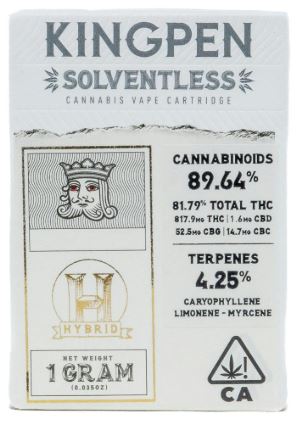 KINGPEN
SOLVENTLESS
CANNABIS VAPE CARTRIDGE
CANNABINOIDS
89.64%
81.79% TOTAL THC
817.9MG THC | 1.6MG CBD
52.5MG CBG | 14.7MG CBC
TERPENES
4.25%
CARYOPHYLLENE
LIMONENE - MYRCENE
H
HYBRID
NET WEIGHT
1 GRAM
(0.035OZ)
!
CA